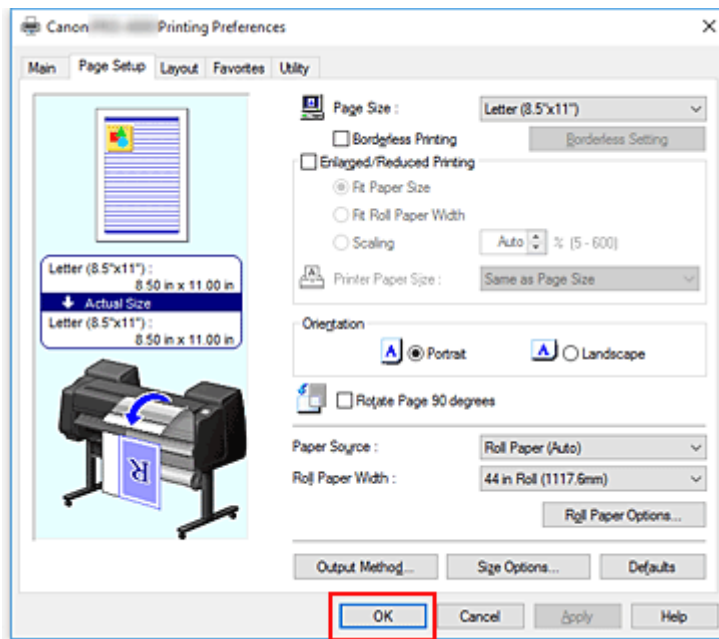 Canon Printing Preferences
Main Page Setup Layout Favorites Utility
Page Size : Letter (8.5"x11")
Borderless Printing Borderless Setting
Enlarged/Reduced Printing
Fit Paper Size
Fit Roll Paper Width
Scaling Auto % (5 - 600)
Printer Paper Size : Same as Page Size
Letter (8.5"x11") :
8.50 in x 11.00 in
Actual Size
Letter (8.5"x11") :
8.50 in x 11.00 in
Orientation
A Portrait A Landscape
Rotate Page 90 degrees
R
Paper Source : Roll Paper (Auto)
Roll Paper Width : 44 in Roll (1117.6mm)
Roll Paper Options...
Output Method... Size Options... Defaults
OK Cancel Apply Help